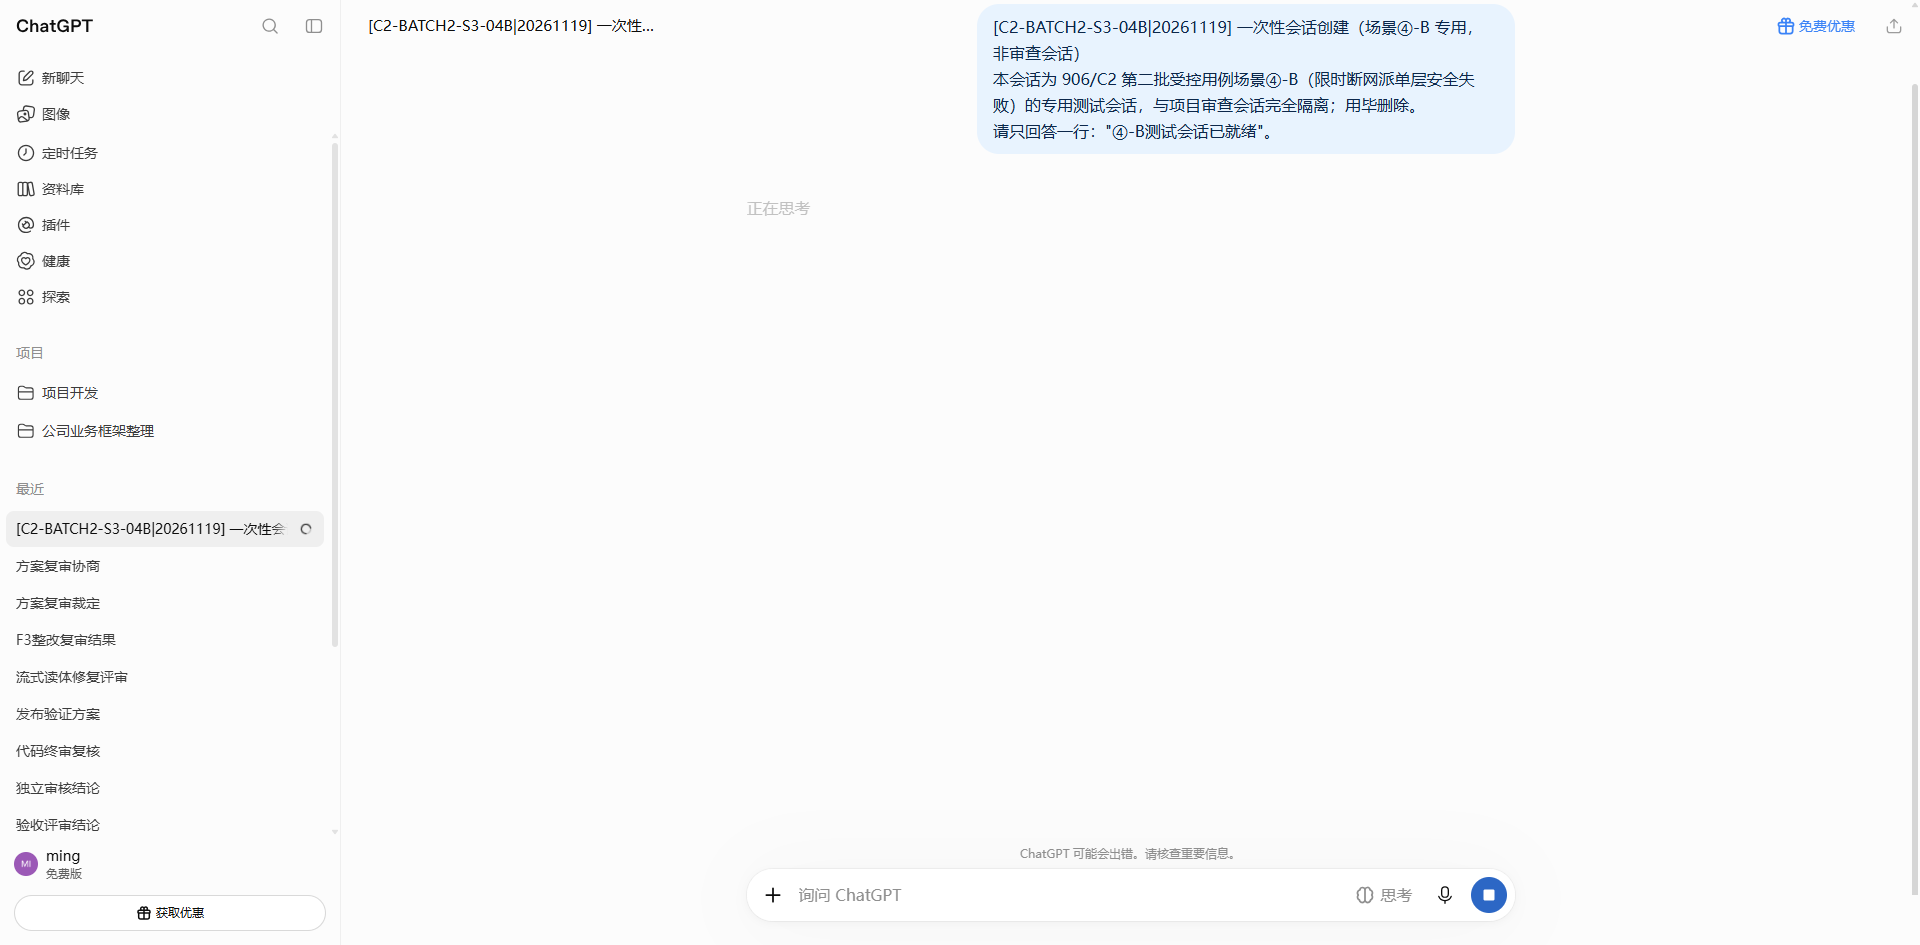 ChatGPT
新聊天
图像
定时任务
资料库
插件
健康
探索
项目
项目开发
公司业务框架整理
最近
[C2-BATCH2-S3-04B|20261119] 一次性会
方案复审协商
方案复审裁定
F3整改复审结果
流式读体修复评审
发布验证方案
代码终审复核
独立审核结论
验收评审结论
MI
ming
免费版
获取优惠
[C2-BATCH2-S3-04B|20261119] 一次性...
免费优惠
[C2-BATCH2-S3-04B|20261119] 一次性会话创建（场景④-B 专用，
非审查会话）
本会话为 906/C2 第二批受控用例场景④-B（限时断网派单层安全失
败）的专用测试会话，与项目审查会话完全隔离；用毕删除。
请只回答一行："④-B测试会话已就绪"。
正在思考
ChatGPT 可能会出错。请核查重要信息。
询问 ChatGPT
思考